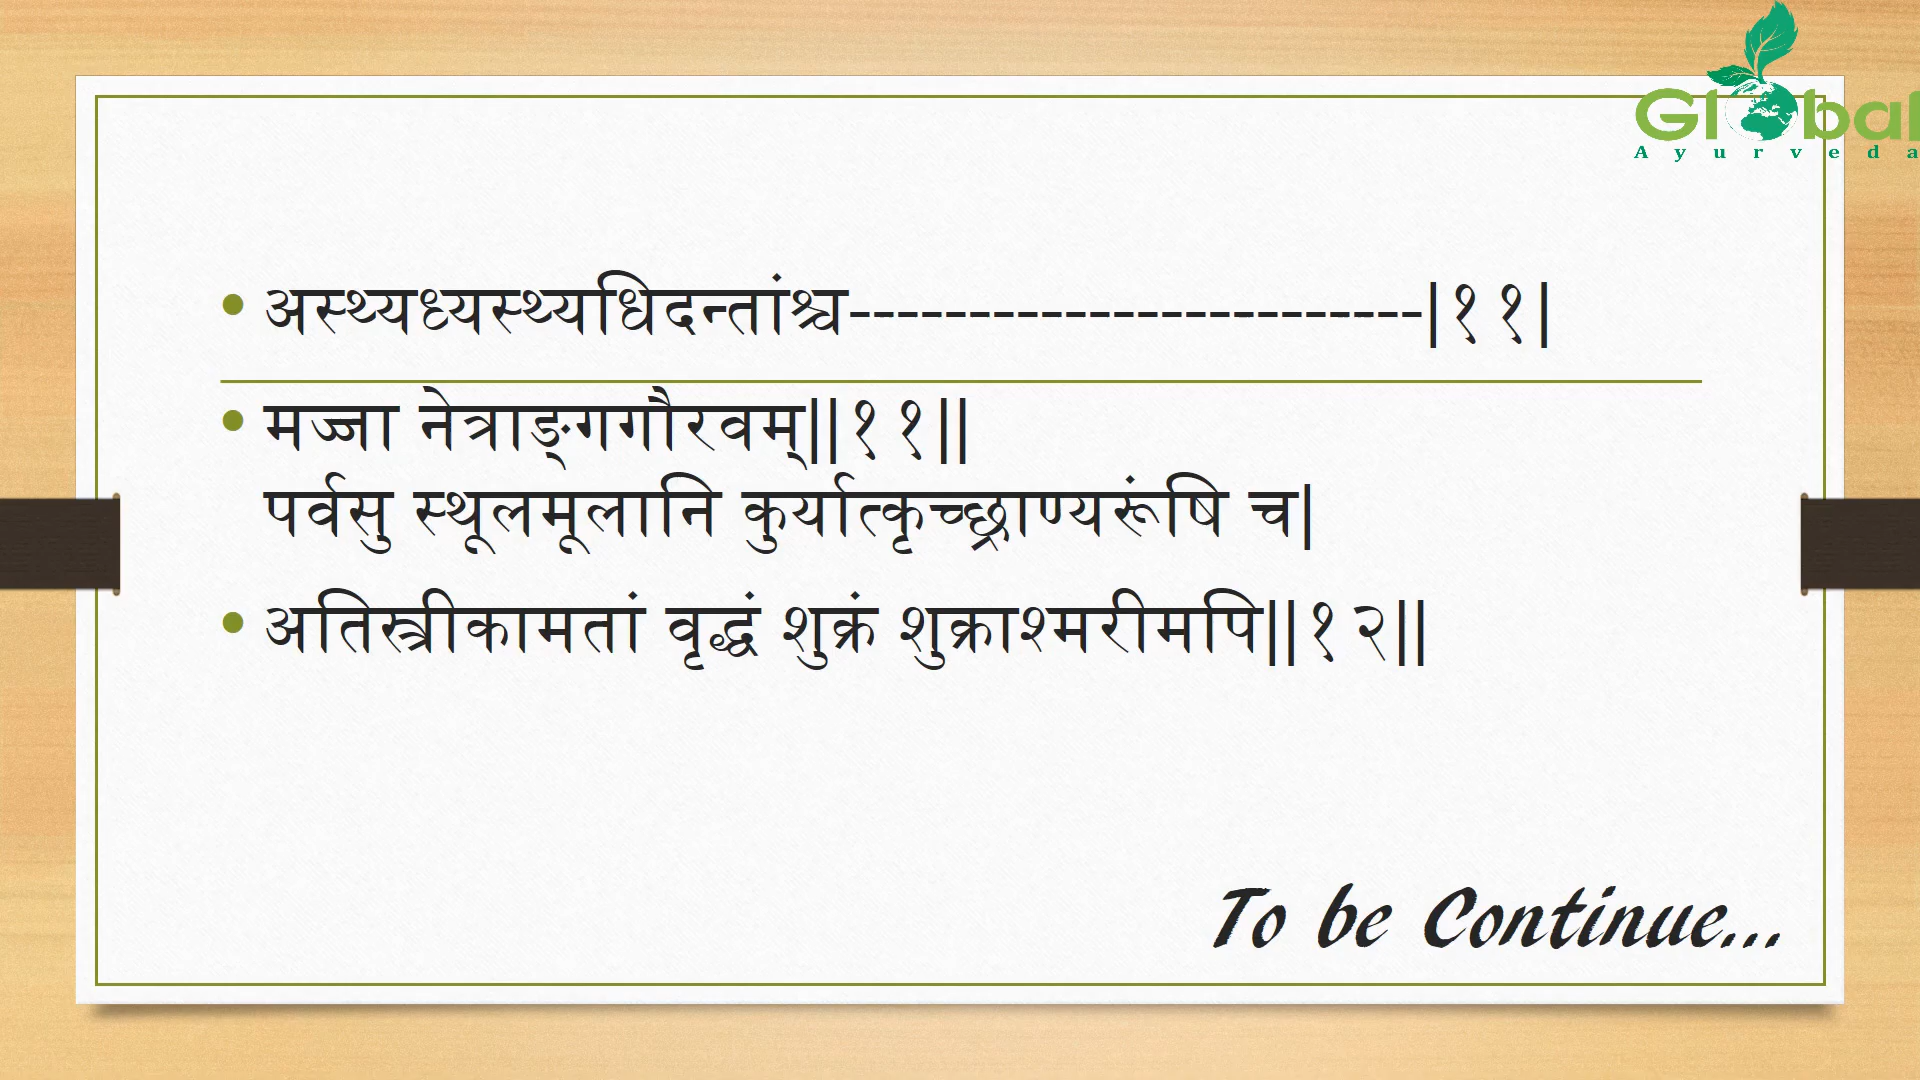 Global
Ayurveda
• अस्थ्यध्यस्थ्यधिदन्तांश्च------------------------|११|
• मज्जा नेत्राङ्गगौरवम्||११||
पर्वसु स्थूलमूलानि कुर्यात्कृच्छ्राण्यरूंषि च|
• अतिस्त्रीकामतां वृद्धं शुक्रं शुक्राश्मरीमपि||१२||
To be Continue...